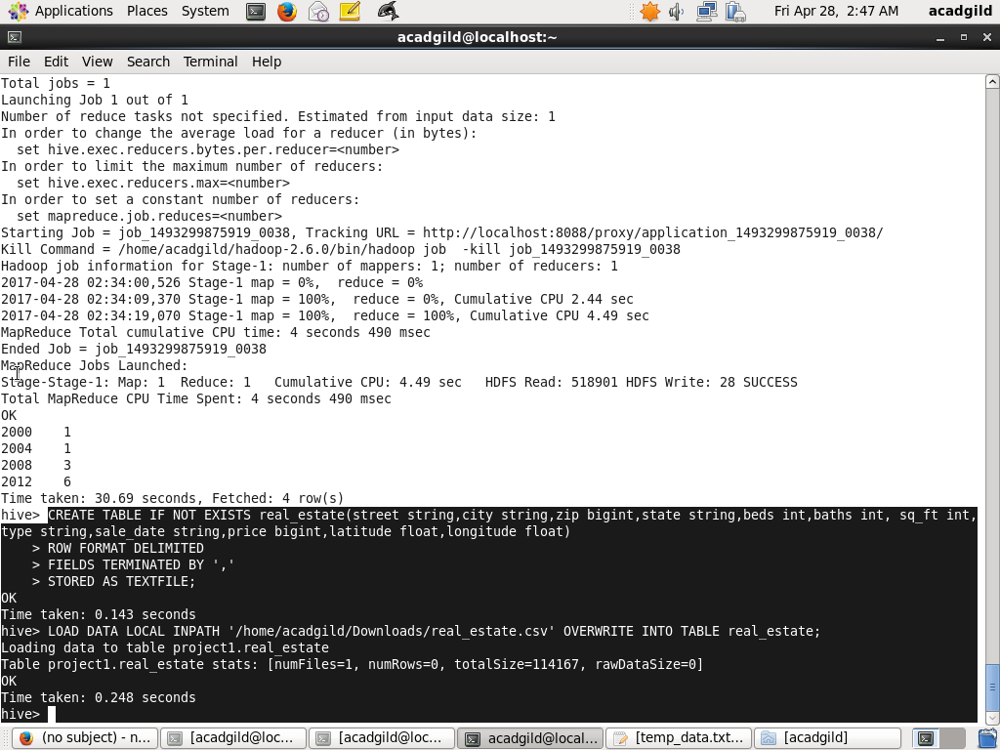 Applications Places System Fri Apr 28, 2:47 AM acadgild
acadgild@localhost:~
File Edit View Search Terminal Help
Total jobs = 1
Launching Job 1 out of 1
Number of reduce tasks not specified. Estimated from input data size: 1
In order to change the average load for a reducer (in bytes):
  set hive.exec.reducers.bytes.per.reducer=<number>
In order to limit the maximum number of reducers:
  set hive.exec.reducers.max=<number>
In order to set a constant number of reducers:
  set mapreduce.job.reduces=<number>
Starting Job = job_1493299875919_0038, Tracking URL = http://localhost:8088/proxy/application_1493299875919_0038/
Kill Command = /home/acadgild/hadoop-2.6.0/bin/hadoop job  -kill job_1493299875919_0038
Hadoop job information for Stage-1: number of mappers: 1; number of reducers: 1
2017-04-28 02:34:00,526 Stage-1 map = 0%,  reduce = 0%
2017-04-28 02:34:09,370 Stage-1 map = 100%,  reduce = 0%, Cumulative CPU 2.44 sec
2017-04-28 02:34:19,070 Stage-1 map = 100%,  reduce = 100%, Cumulative CPU 4.49 sec
MapReduce Total cumulative CPU time: 4 seconds 490 msec
Ended Job = job_1493299875919_0038
MapReduce Jobs Launched:
Stage-Stage-1: Map: 1  Reduce: 1   Cumulative CPU: 4.49 sec   HDFS Read: 518901 HDFS Write: 28 SUCCESS
Total MapReduce CPU Time Spent: 4 seconds 490 msec
OK
2000    1
2004    1
2008    3
2012    6
Time taken: 30.69 seconds, Fetched: 4 row(s)
hive> CREATE TABLE IF NOT EXISTS real_estate(street string,city string,zip bigint,state string,beds int,baths int, sq_ft int,
type string,sale_date string,price bigint,latitude float,longitude float)
    > ROW FORMAT DELIMITED
    > FIELDS TERMINATED BY ','
    > STORED AS TEXTFILE;
OK
Time taken: 0.143 seconds
hive> LOAD DATA LOCAL INPATH '/home/acadgild/Downloads/real_estate.csv' OVERWRITE INTO TABLE real_estate;
Loading data to table project1.real_estate
Table project1.real_estate stats: [numFiles=1, numRows=0, totalSize=114167, rawDataSize=0]
OK
Time taken: 0.248 seconds
hive>
(no subject) - n... [acadgild@loc... [acadgild@loc... acadgild@local... [temp_data.txt... [acadgild]